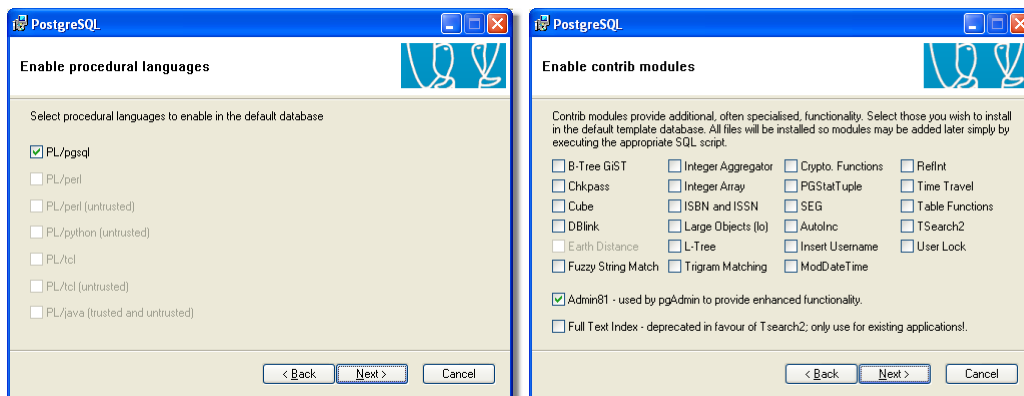 PostgreSQL
Enable procedural languages
Select procedural languages to enable in the default database
PL/pgsql
PL/perl
PL/perl (untrusted)
PL/python (untrusted)
PL/tcl
PL/tcl (untrusted)
PL/java (trusted and untrusted)
< Back
Next >
Cancel
PostgreSQL
Enable contrib modules
Contrib modules provide additional, often specialised, functionality. Select those you wish to install
in the default template database. All files will be installed so modules may be added later simply by
executing the appropriate SQL script.
B-Tree GiST Integer Aggregator Crypto. Functions RefInt
Chkpass Integer Array PGStatTuple Time Travel
Cube ISBN and ISSN SEG Table Functions
DBlink Large Objects (lo) AutoInc TSearch2
Earth Distance L-Tree Insert Username User Lock
Fuzzy String Match Trigram Matching ModDateTime
Admin81 - used by pgAdmin to provide enhanced functionality.
Full Text Index - deprecated in favour of Tsearch2; only use for existing applications!.
< Back
Next >
Cancel